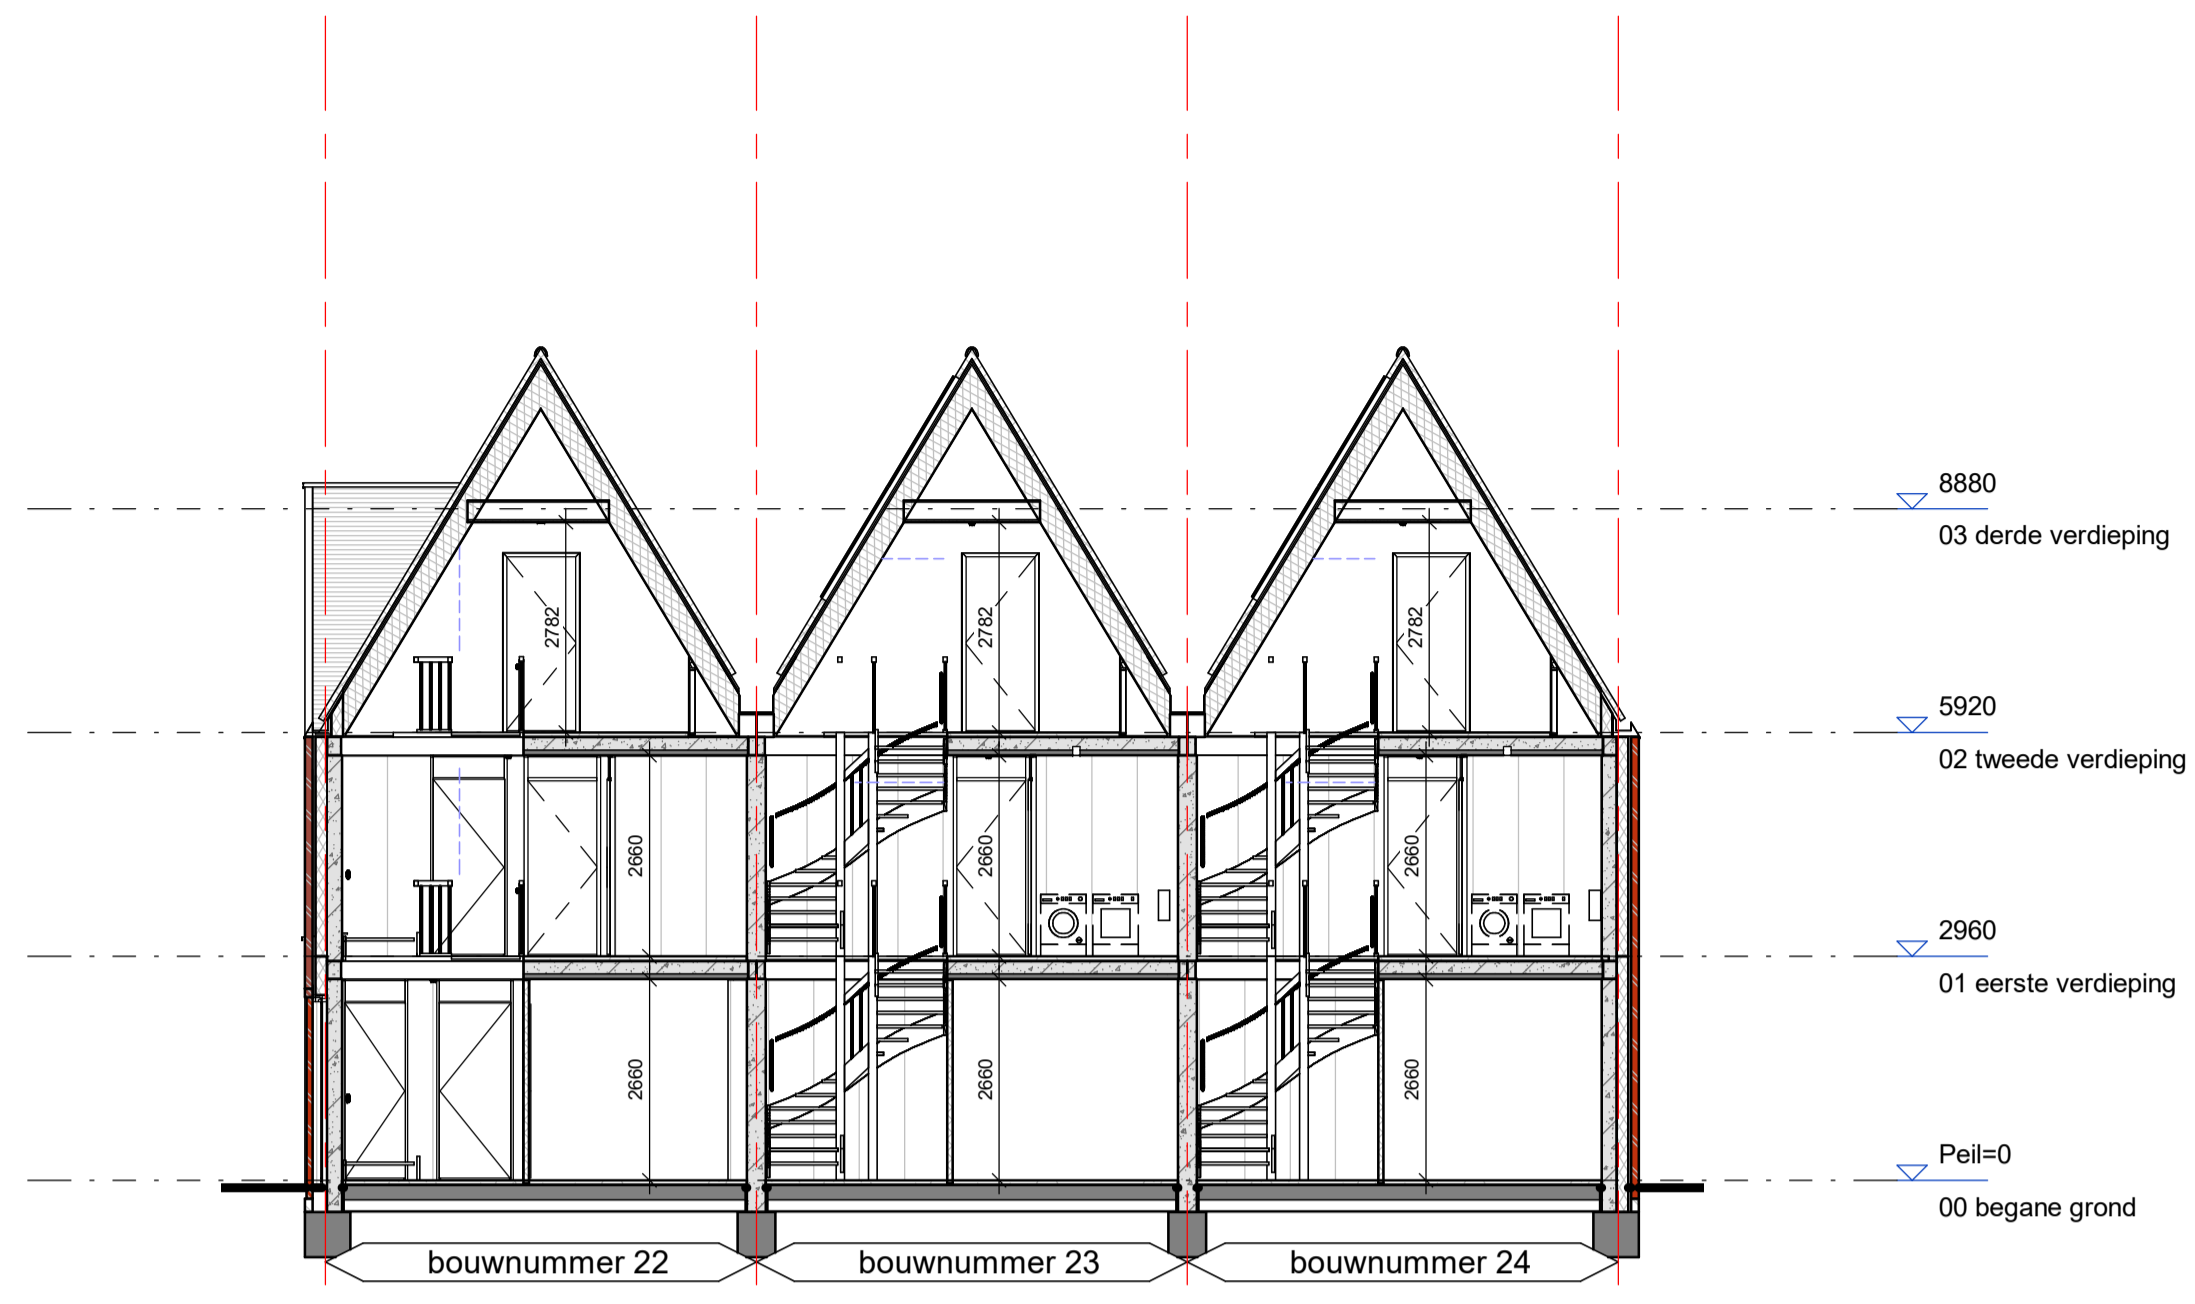 8880
03 derde verdieping
2782
2782
2782
5920
02 tweede verdieping
2660
2660
2660
2960
01 eerste verdieping
2660
2660
2660
Peil=0
00 begane grond
bouwnummer 22
bouwnummer 23
bouwnummer 24